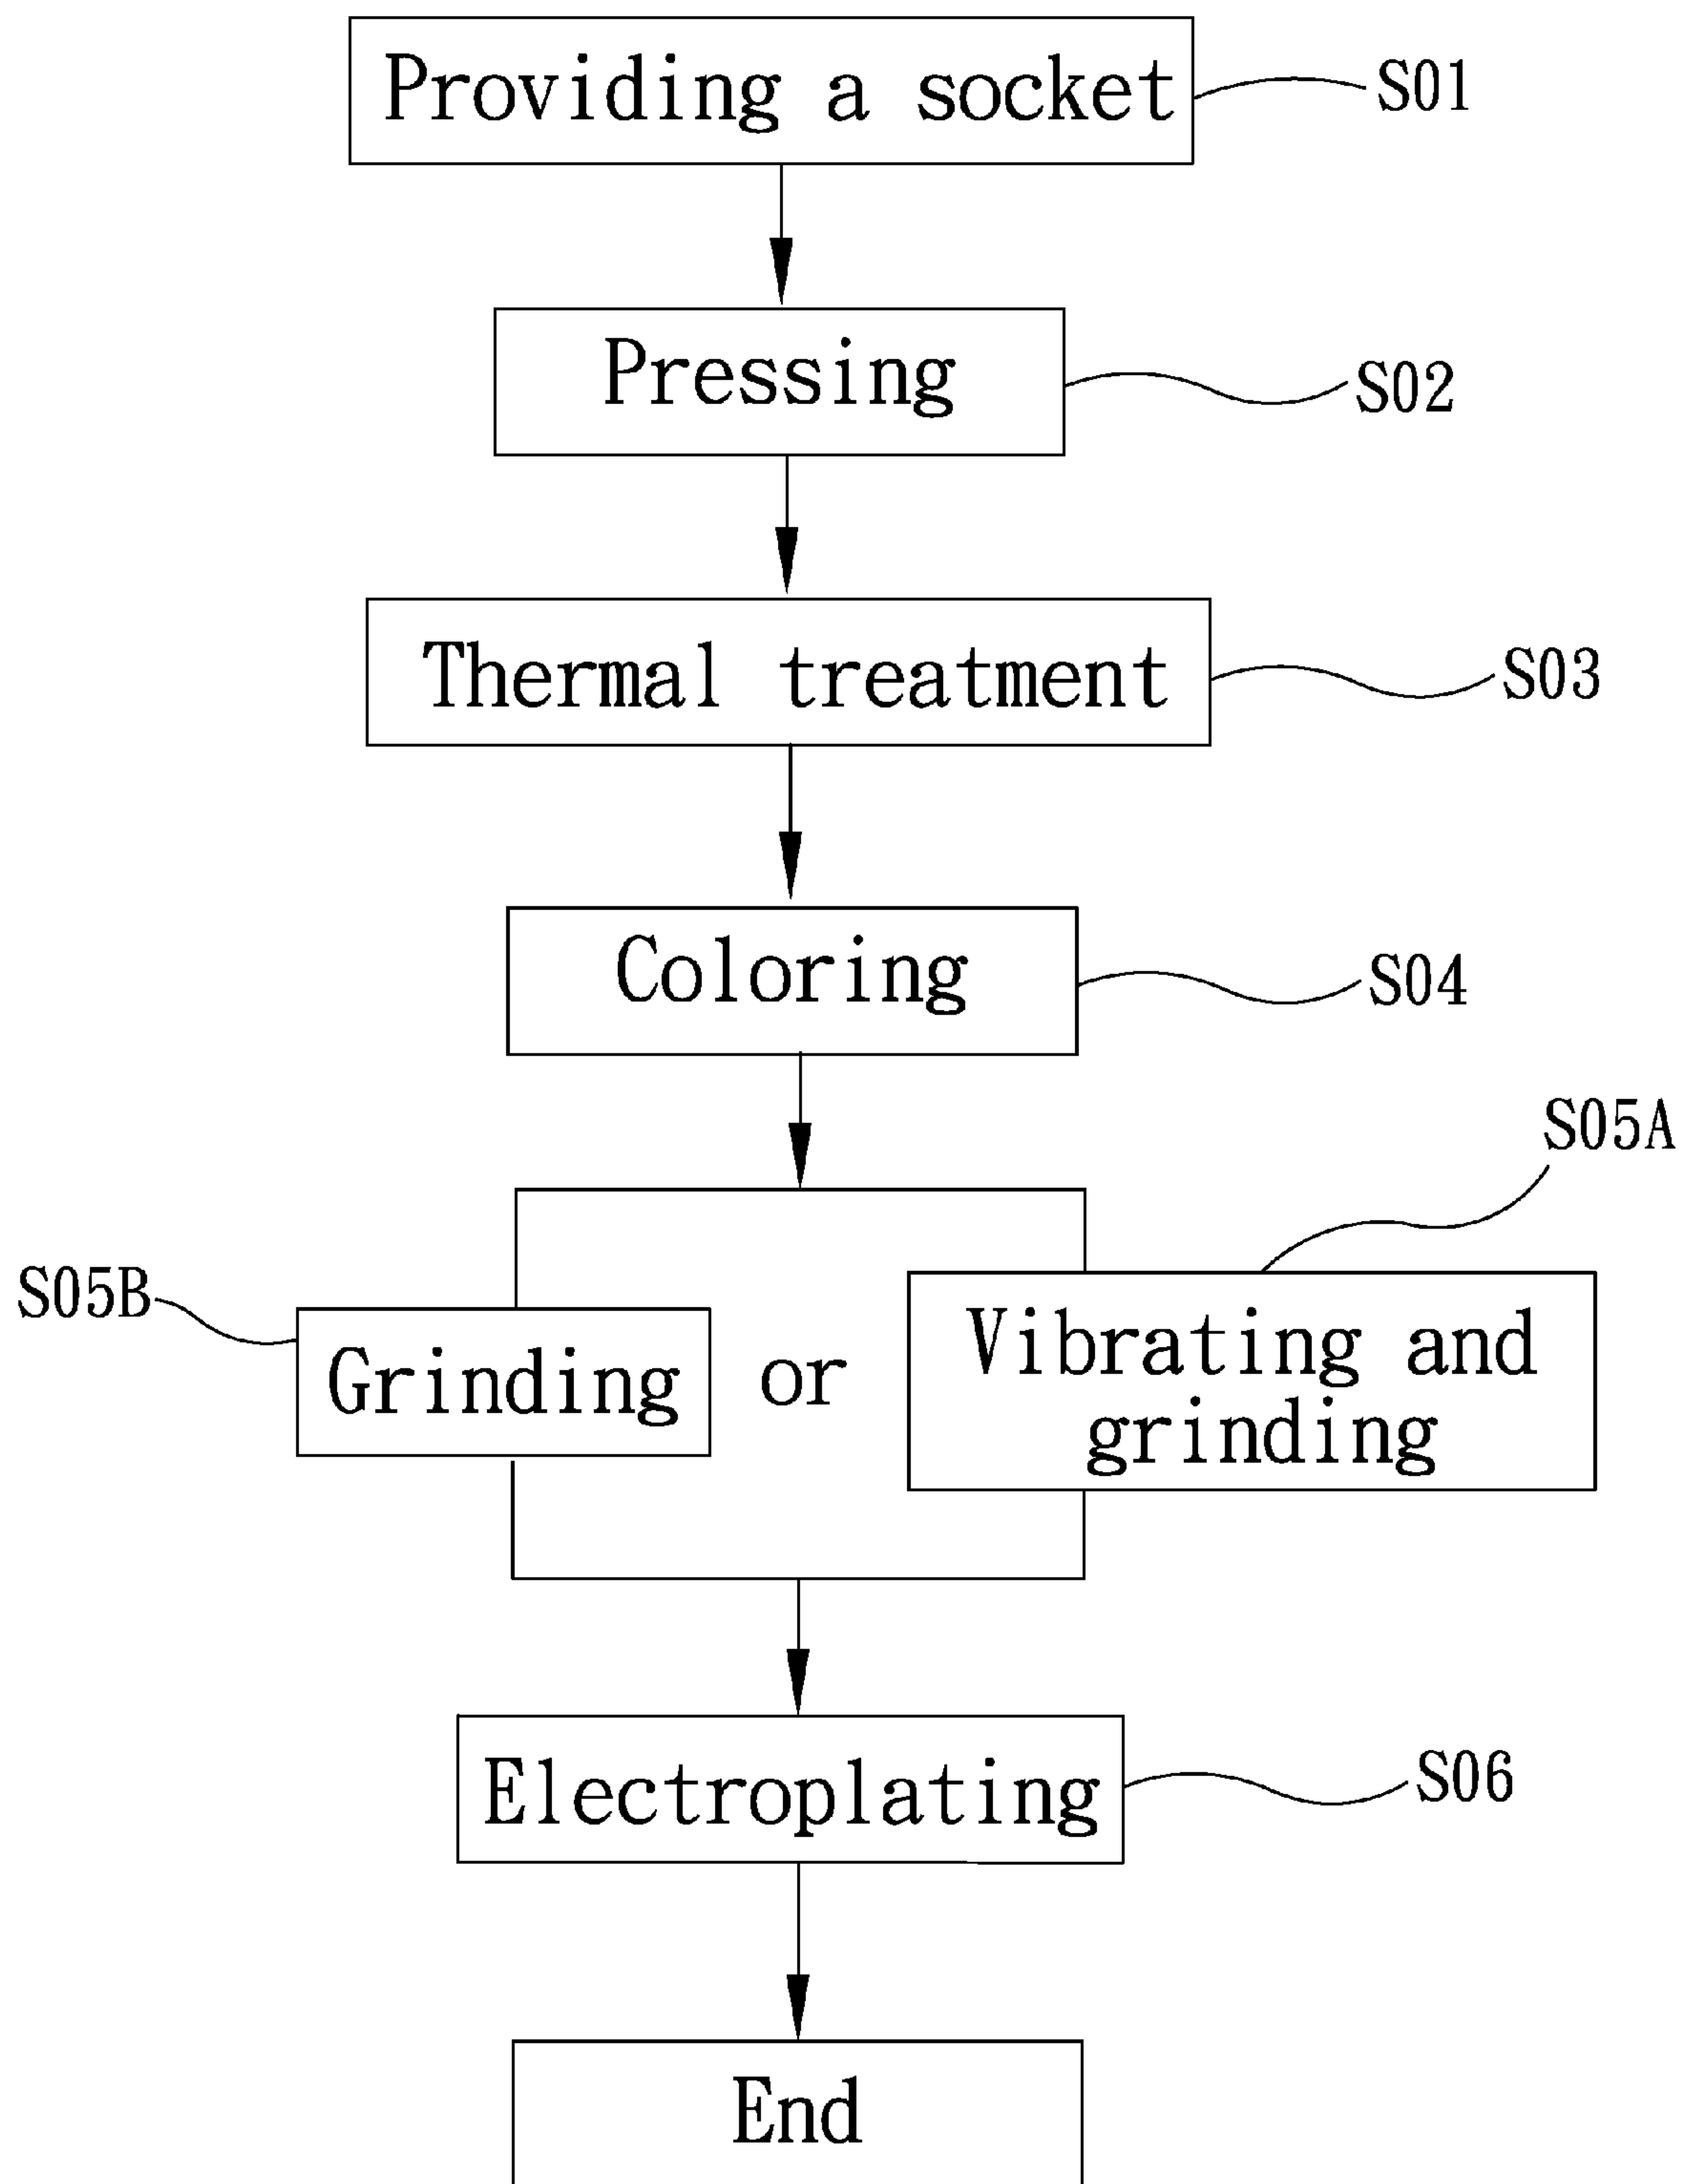 Providing a socket
S01
Pressing
S02
Thermal treatment
S03
Coloring
S04
S05A
S05B
Grinding
or
Vibrating and
grinding
Electroplating
S06
End